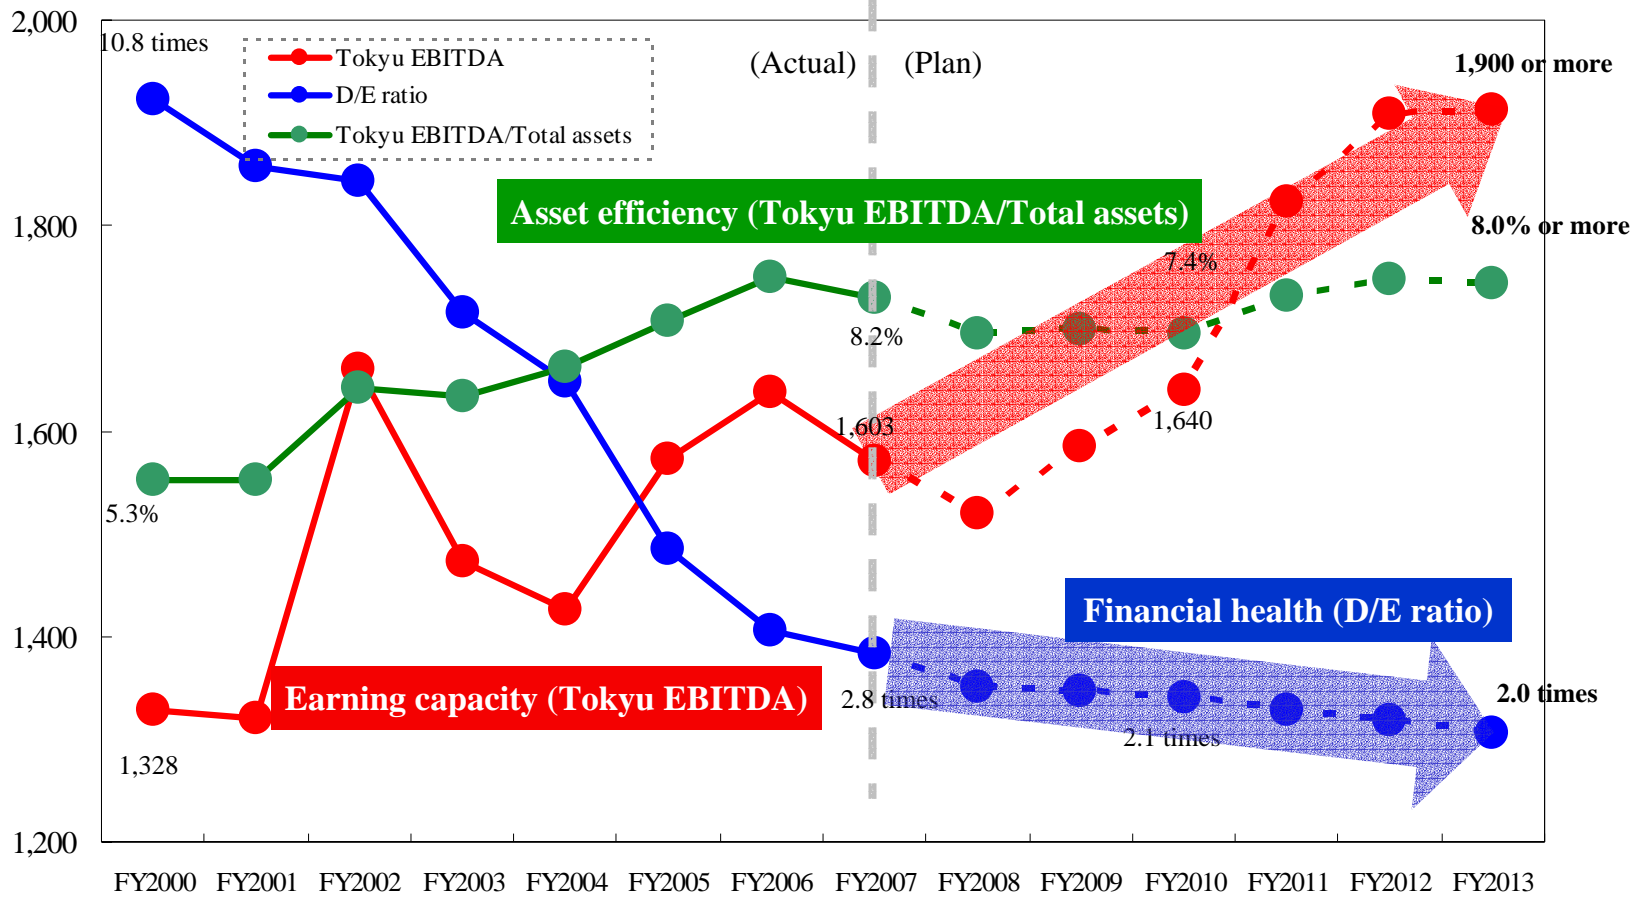 2,000
10.8 times
Tokyu EBITDA
D/E ratio
Tokyu EBITDA/Total assets
(Actual)
(Plan)
1,900 or more
Asset efficiency (Tokyu EBITDA/Total assets)
1,800
8.0% or more
7.4%
8.2%
1,600
1,603
1,640
5.3%
Financial health (D/E ratio)
1,400
Earning capacity (Tokyu EBITDA)
2.8 times
2.0 times
2.1 times
1,328
1,200
FY2000 FY2001 FY2002 FY2003 FY2004 FY2005 FY2006 FY2007 FY2008 FY2009 FY2010 FY2011 FY2012 FY2013